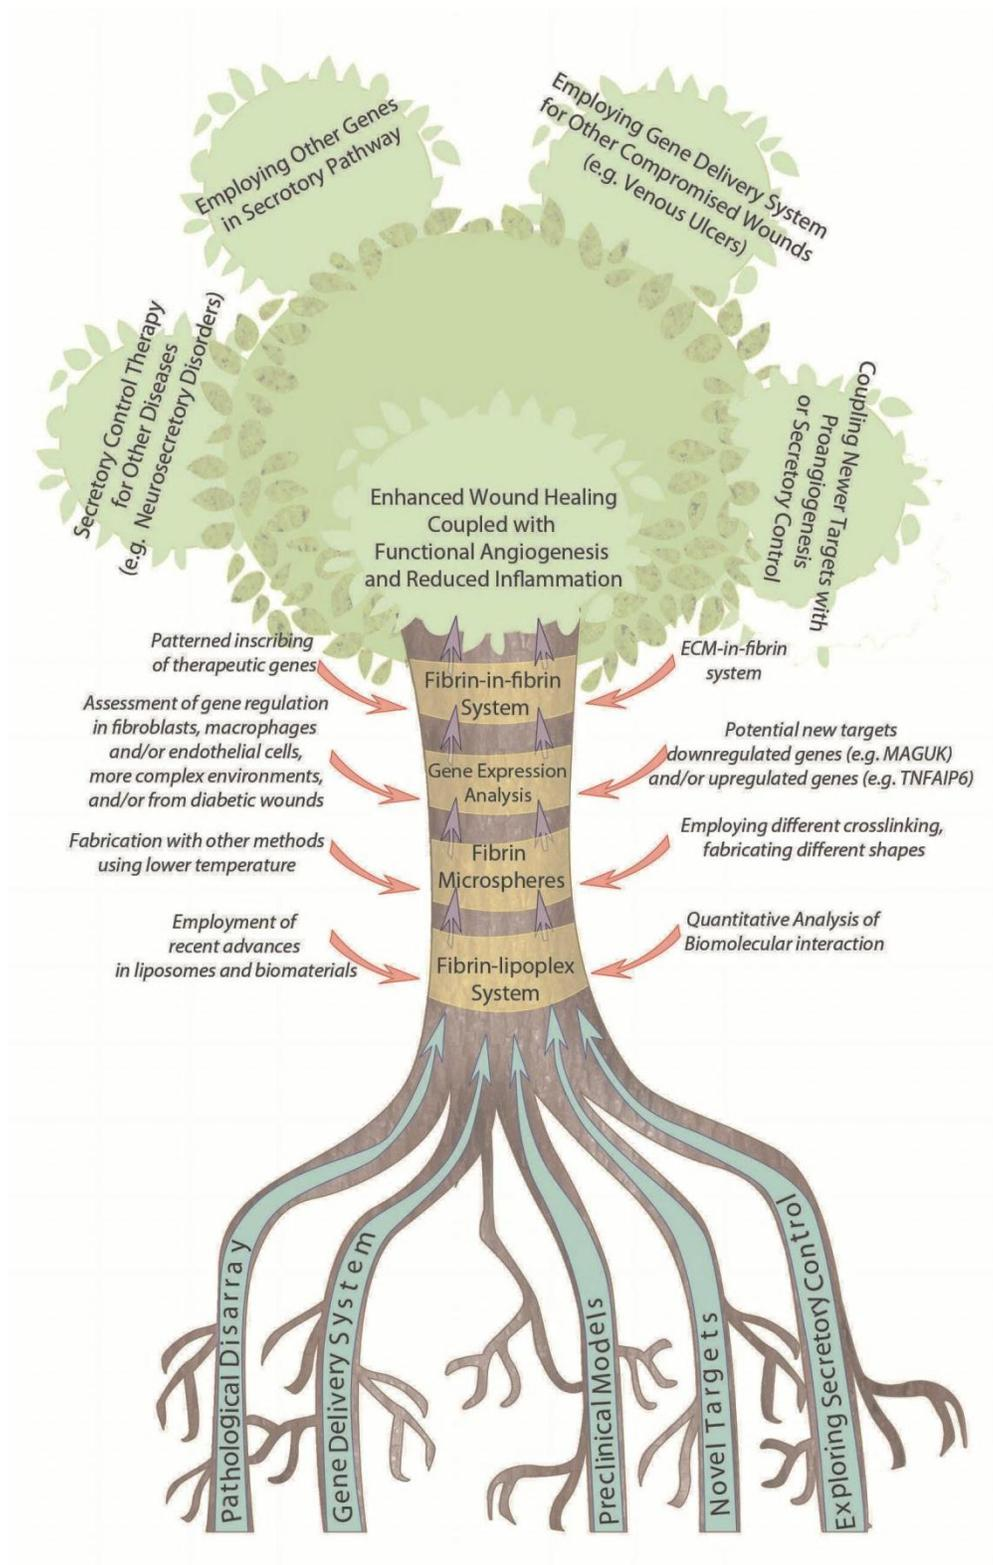 Employing Other Genes
in Secrotory Pathway
Employing Gene Delivery System
for Other Compromised Wounds
(e.g. Venous Ulcers)
Secretory Control Therapy
for Other Diseases
(e.g. Neurosecretory Disorders)
Coupling Newer Targets with
Proangiogenesis
or Secretory Control
Enhanced Wound Healing
Coupled with
Functional Angiogenesis
and Reduced Inflammation
Patterned inscribing
of therapeutic genes
ECM-in-fibrin
system
Fibrin-in-fibrin
System
Assessment of gene regulation
in fibroblasts, macrophages
and/or endothelial cells,
more complex environments,
and/or from diabetic wounds
Potential new targets
downregulated genes (e.g. MAGUK)
and/or upregulated genes (e.g. TNFAIP6)
Gene Expression
Analysis
Fabrication with other methods
using lower temperature
Employing different crosslinking,
fabricating different shapes
Fibrin
Microspheres
Employment of
recent advances
in liposomes and biomaterials
Quantitative Analysis of
Biomolecular interaction
Fibrin-lipoplex
System
Pathological Disarray
Gene Delivery System
Preclinical Models
Novel Targets
Exploring Secretory Control